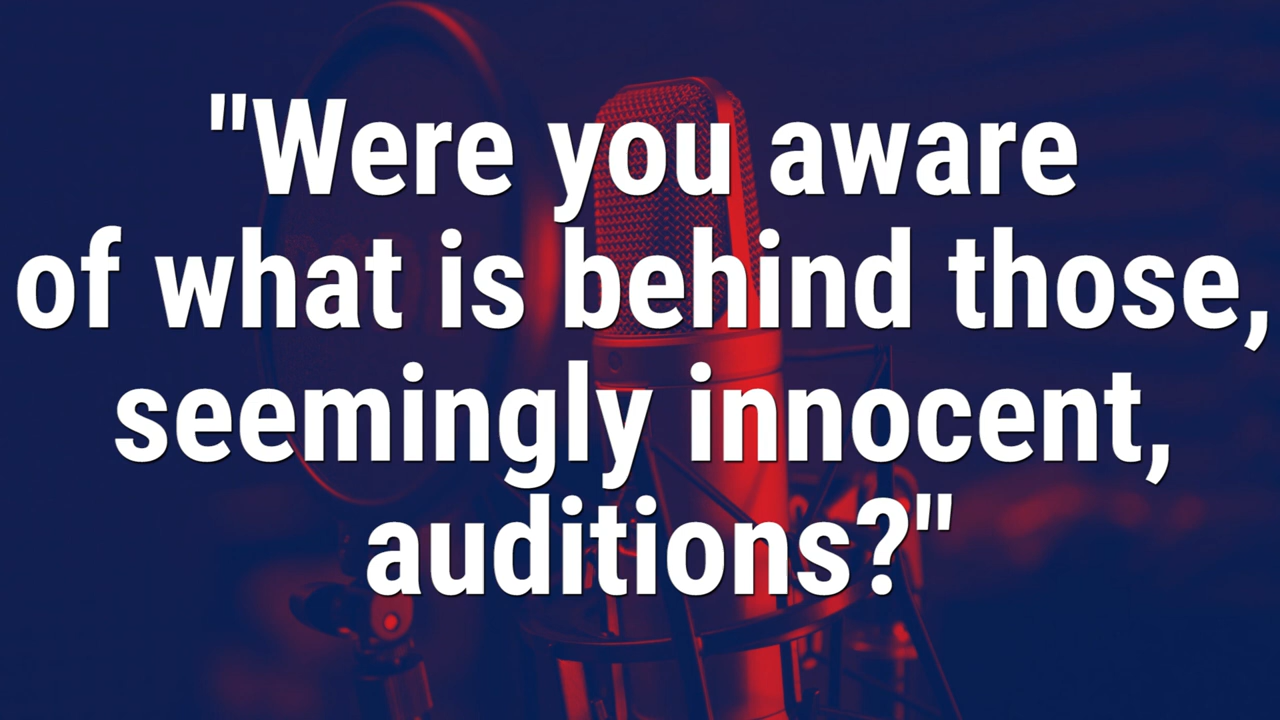 "Were you aware
of what is behind those,
seemingly innocent,
auditions?"